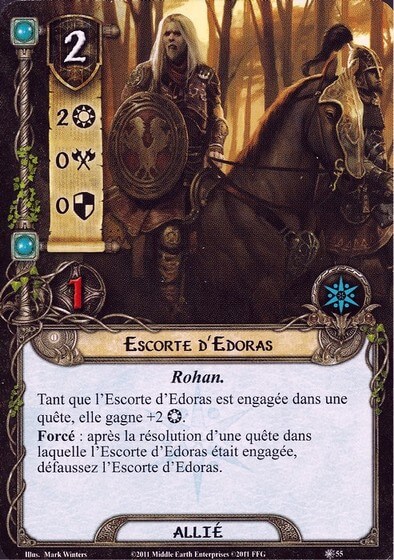 2
2
0
0
1
ESCORTE D'EDORAS
Rohan.
Tant que l'Escorte d'Edoras est engagée dans une
quête, elle gagne +2 .
Forcé : après la résolution d'une quête dans
laquelle l'Escorte d'Edoras était engagée,
défaussez l'Escorte d'Edoras.
ALLIÉ
Illus. Mark Winters ©2011 Middle Earth Enterprises ©2011 FFG 55